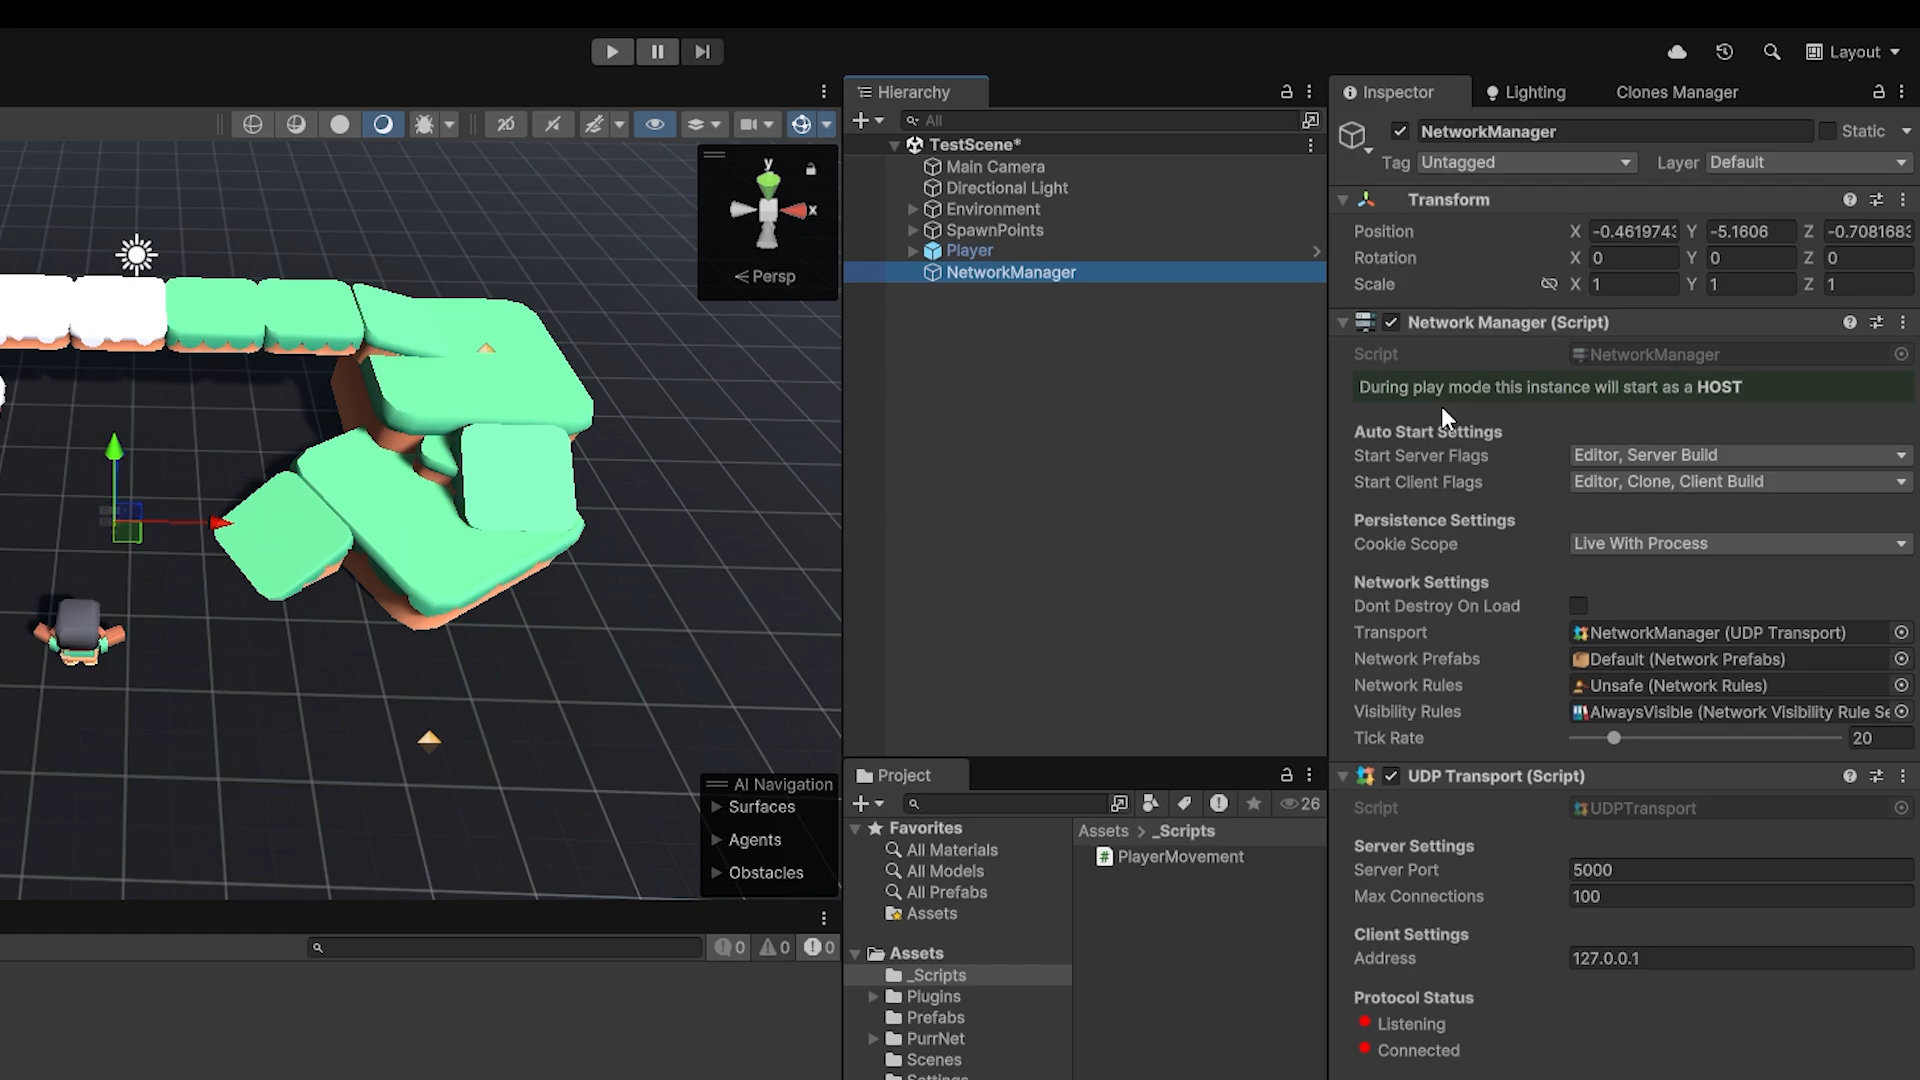 Layout
Hierarchy
Inspector
Lighting
Clones Manager
All
NetworkManager
Static
TestScene*
Tag
Untagged
Layer
Default
Main Camera
Directional Light
Environment
SpawnPoints
Player
NetworkManager
y
x
Persp
Transform
Position X -0.4619743 Y -5.1606 Z -0.7081683
Rotation X 0 Y 0 Z 0
Scale X 1 Y 1 Z 1
Network Manager (Script)
Script NetworkManager
During play mode this instance will start as a HOST
Auto Start Settings
Start Server Flags Editor, Server Build
Start Client Flags Editor, Clone, Client Build
Persistence Settings
Cookie Scope Live With Process
Network Settings
Dont Destroy On Load
Transport NetworkManager (UDP Transport)
Network Prefabs Default (Network Prefabs)
Network Rules Unsafe (Network Rules)
Visibility Rules AlwaysVisible (Network Visibility Rule Se
Tick Rate 20
UDP Transport (Script)
Script UDPTransport
Server Settings
Server Port 5000
Max Connections 100
Client Settings
Address 127.0.0.1
Protocol Status
Listening
Connected
AI Navigation
Surfaces
Agents
Obstacles
0 0 0
Project
26
Favorites
All Materials
All Models
All Prefabs
Assets
Assets
_Scripts
Plugins
Prefabs
PurrNet
Scenes
Assets > _Scripts
PlayerMovement